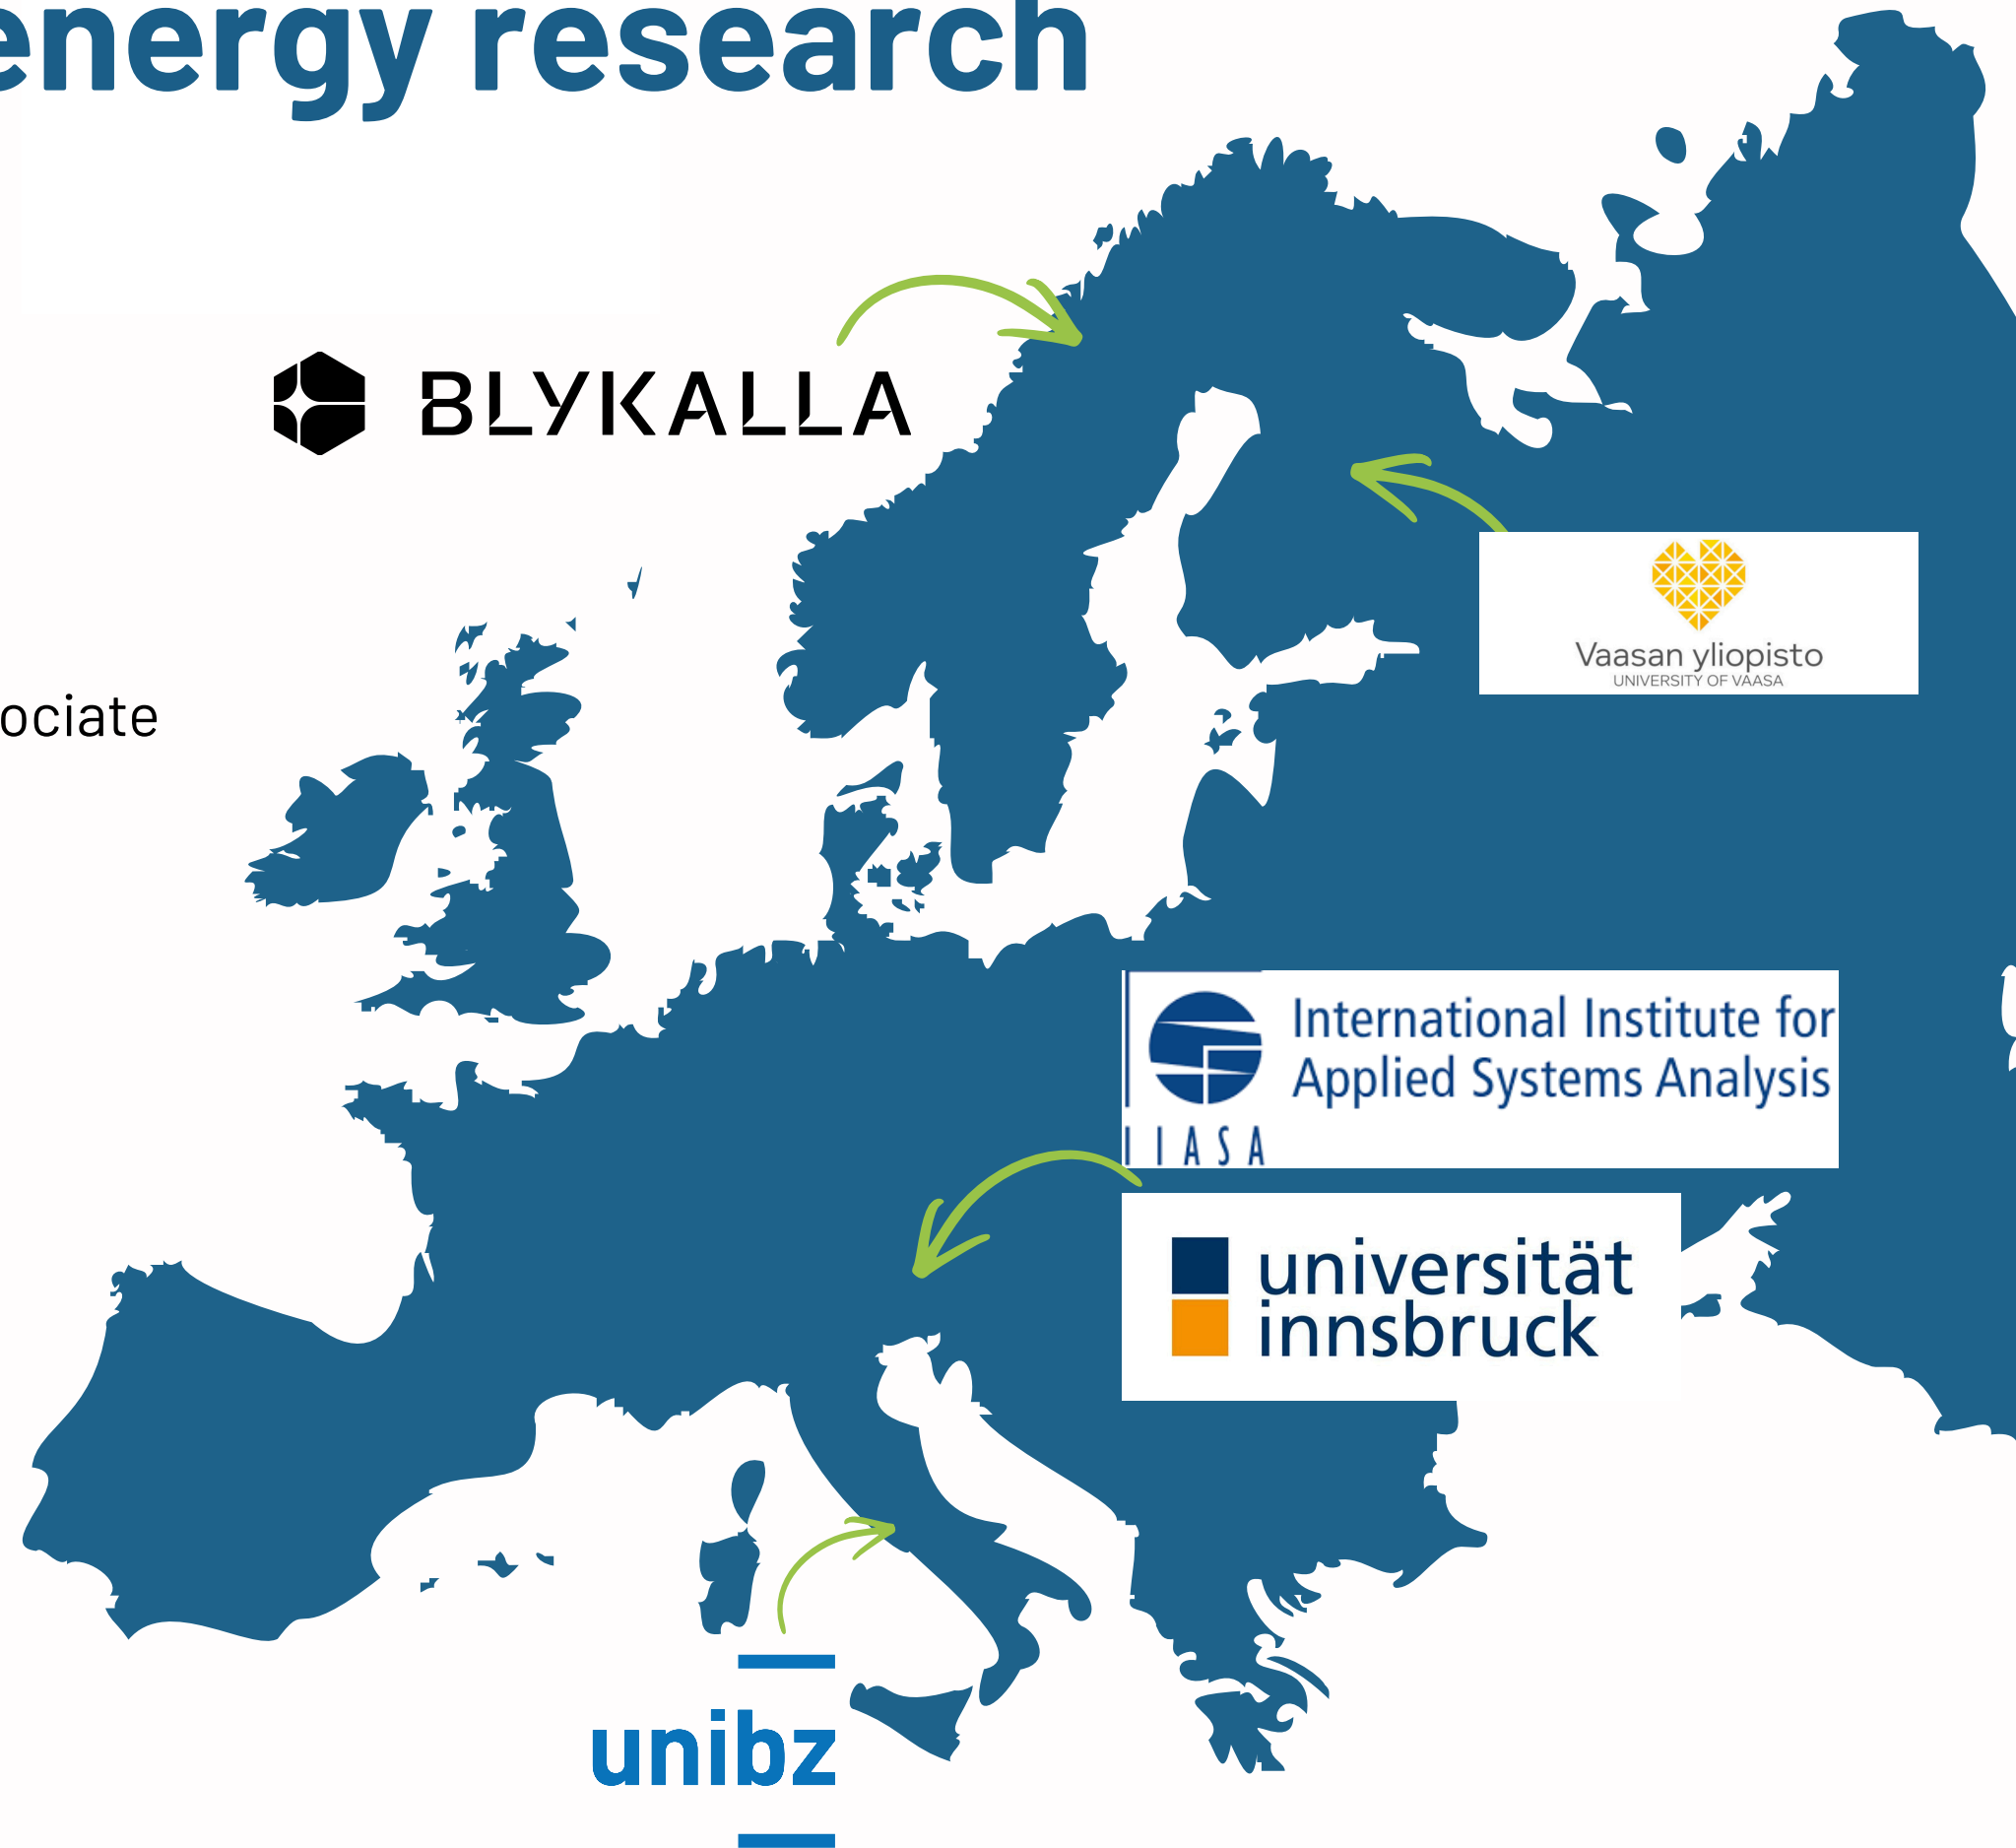 energy research
BLYKALLA
Vaasan yliopisto
UNIVERSITY OF VAASA
ociate
International Institute for
Applied Systems Analysis
IIASA
universität
innsbruck
unibz